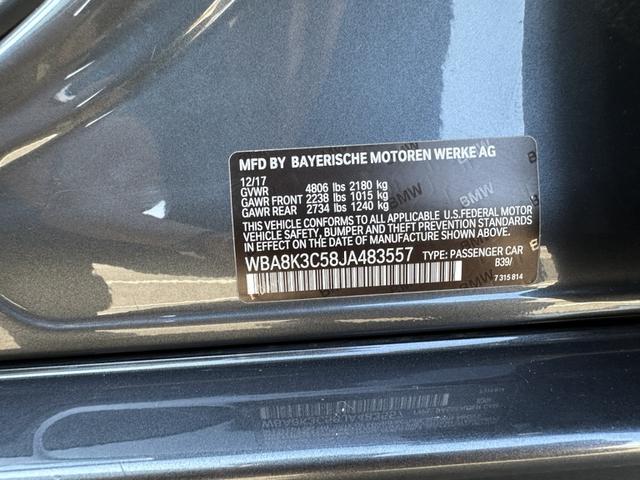 MFD BY BAYERISCHE MOTOREN WERKE AG
12/17
GVWR 4806 lbs 2180 kg
GAWR FRONT 2238 lbs 1015 kg
GAWR REAR 2734 lbs 1240 kg
THIS VEHICLE CONFORMS TO ALL APPLICABLE U.S.FEDERAL MOTOR
VEHICLE SAFETY, BUMPER, AND THEFT PREVENTION STANDARDS
IN EFFECT ON THE DATE OF MANUFACTURE SHOWN ABOVE.
WBA8K3C58JA483557 TYPE: PASSENGER CAR
B39/
7 315 814
BMW
BMW
BMW